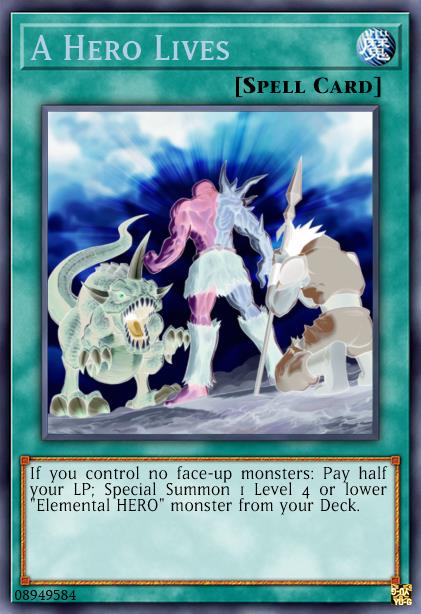 A Hero Lives
魔
[Spell Card]
If you control no face-up monsters: Pay half
your LP; Special Summon 1 Level 4 or lower
"Elemental HERO" monster from your Deck.
08949584